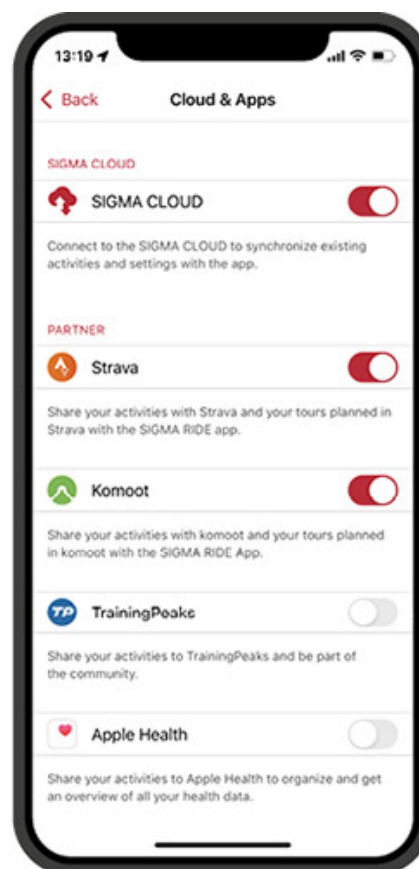 13:19
Back
Cloud & Apps
SIGMA CLOUD
SIGMA CLOUD
Connect to the SIGMA CLOUD to synchronize existing
activities and settings with the app.
PARTNER
Strava
Share your activities with Strava and your tours planned in
Strava with the SIGMA RIDE app.
Komoot
Share your activities with komoot and your tours planned
in komoot with the SIGMA RIDE App.
TP
TrainingPeaks
Share your activities to TrainingPeaks and be part of
the community.
Apple Health
Share your activities to Apple Health to organize and get
an overview of all your health data.